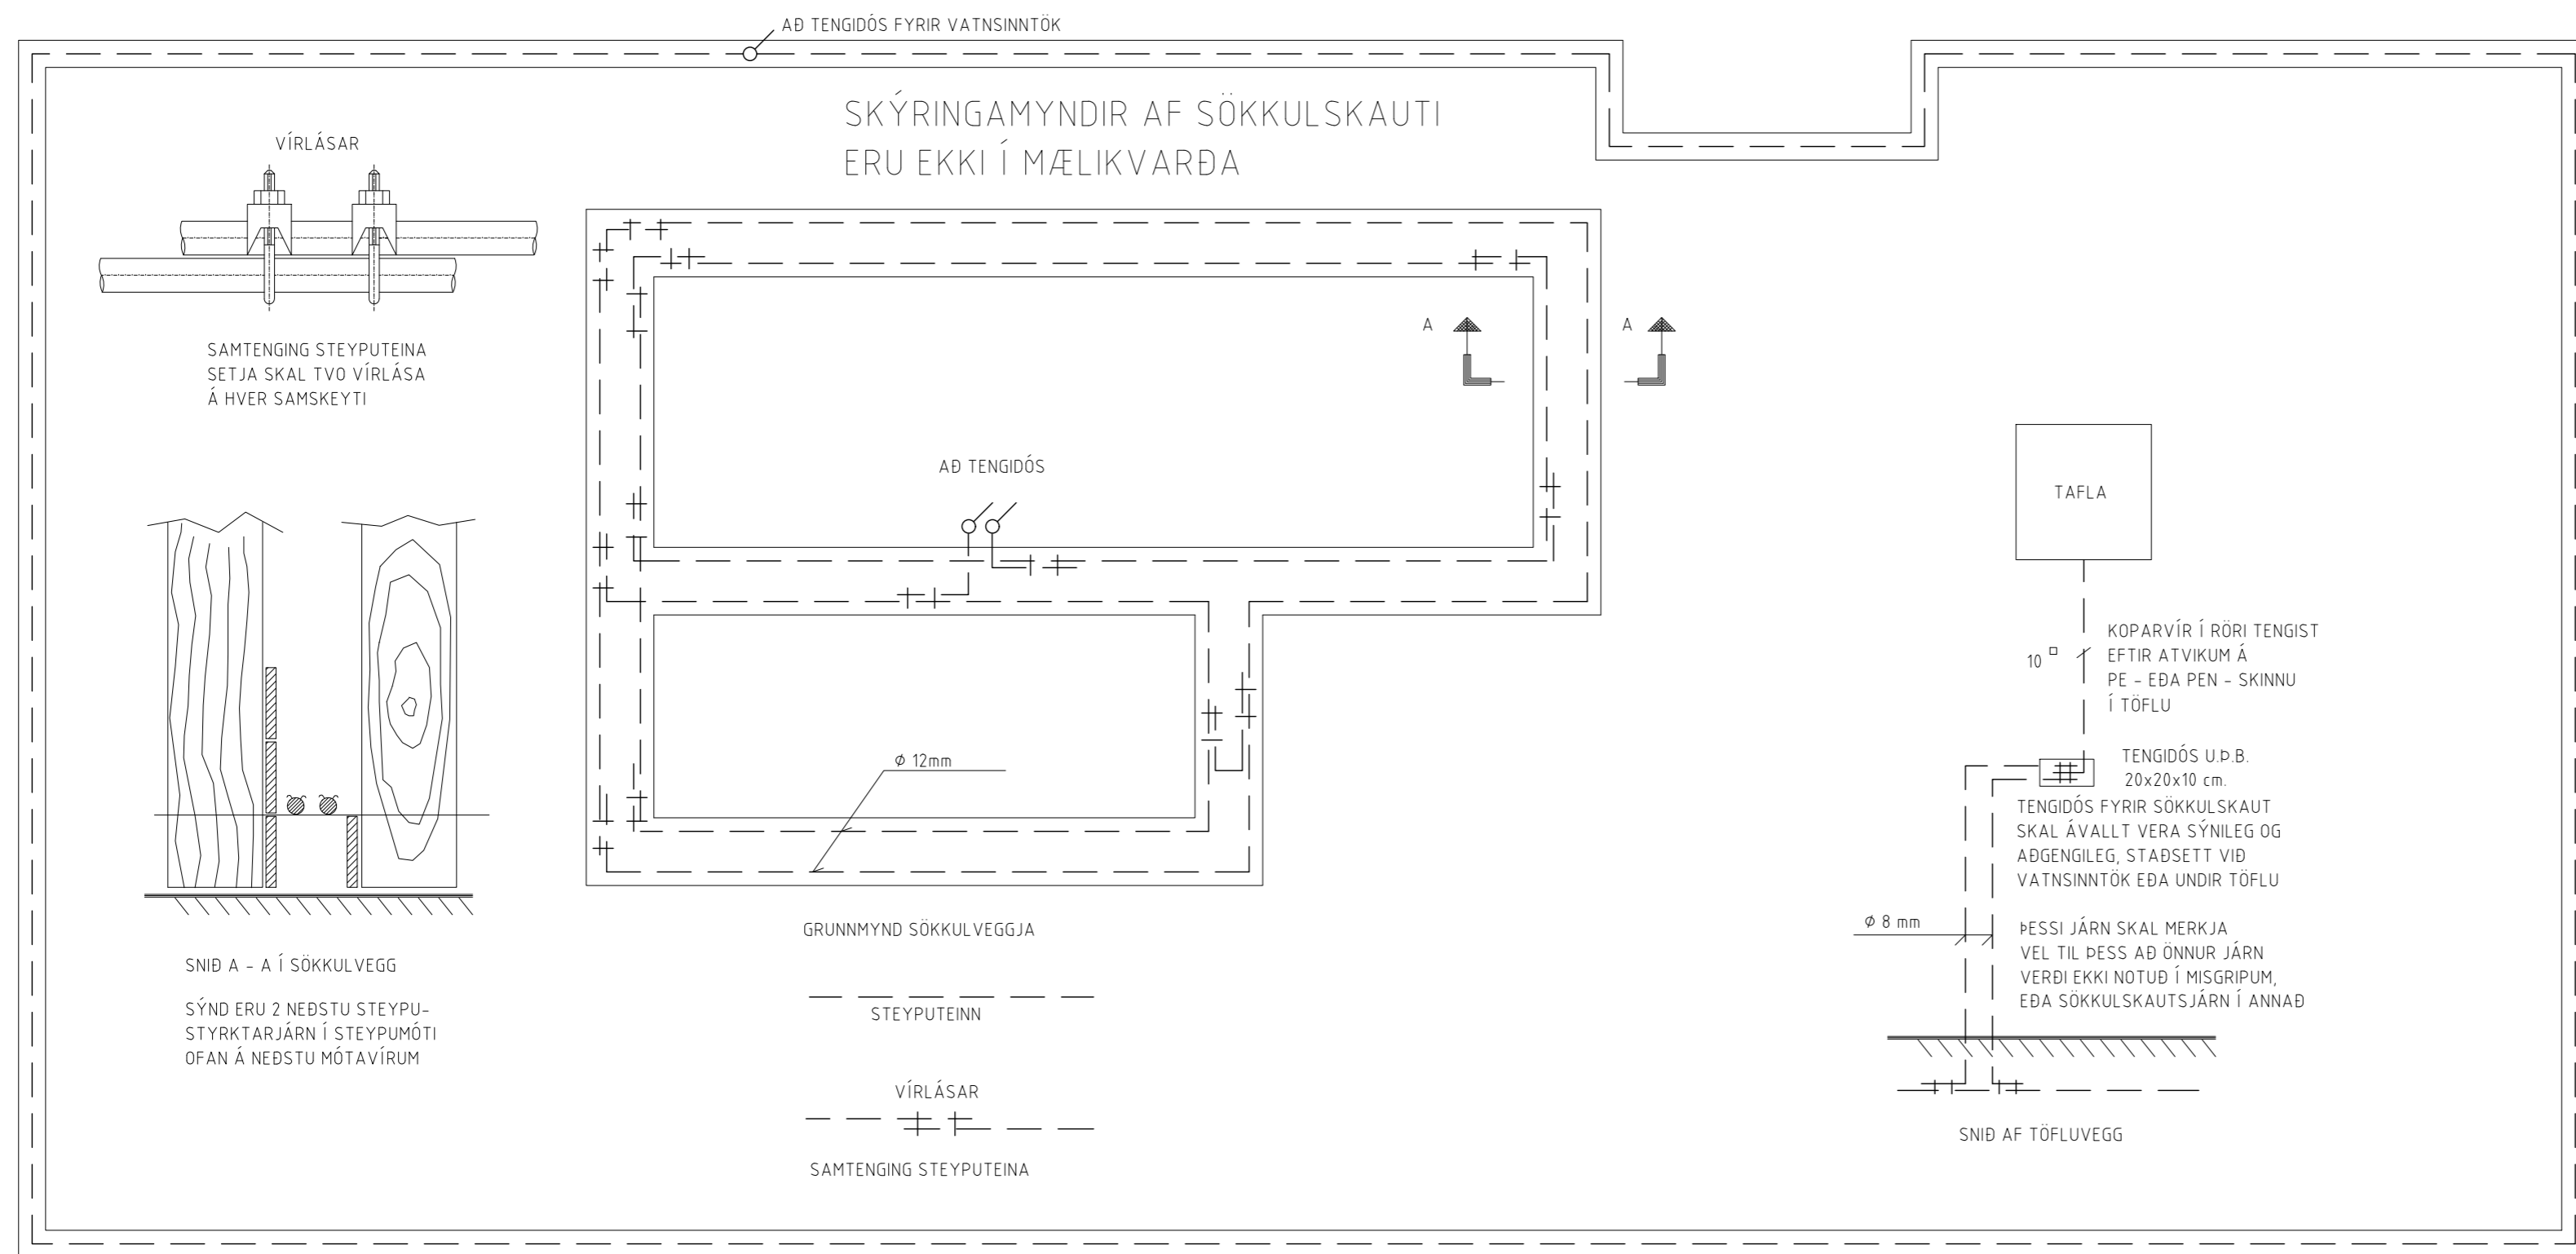 AÐ TENGIDÓS FYRIR VATNSINNTÖK
SKÝRINGAMYNDIR AF SÖKKULSKAUTI
ERU EKKI Í MÆLIKVARÐA
VÍRLÁSAR
SAMTENGING STEYPUTEINA
SETJA SKAL TVO VÍRLÁSA
Á HVER SAMSKEYTI
A
A
AÐ TENGIDÓS
Ø 12mm
GRUNNMYND SÖKKULVEGGJA
STEYPUTEINN
VÍRLÁSAR
SAMTENGING STEYPUTEINA
SNIÐ A - A Í SÖKKULVEGG
SÝND ERU 2 NEÐSTU STEYPU-
STYRKTARJÁRN Í STEYPUMÓTI
OFAN Á NEÐSTU MÓTAVÍRUM
TAFLA
10 □
KOPARVÍR Í RÖRI TENGIST
EFTIR ATVIKUM Á
PE - EÐA PEN - SKINNU
Í TÖFLU
TENGIDÓS U.Þ.B.
20x20x10 cm.
TENGIDÓS FYRIR SÖKKULSKAUT
SKAL ÁVALLT VERA SÝNILEG OG
AÐGENGILEG, STAÐSETT VIÐ
VATNSINNTÖK EÐA UNDIR TÖFLU
Ø 8 mm
ÞESSI JÁRN SKAL MERKJA
VEL TIL ÞESS AÐ ÖNNUR JÁRN
VERÐI EKKI NOTUÐ Í MISGRIPUM,
EÐA SÖKKULSKAUTSJÁRN Í ANNAÐ
SNIÐ AF TÖFLUVEGG